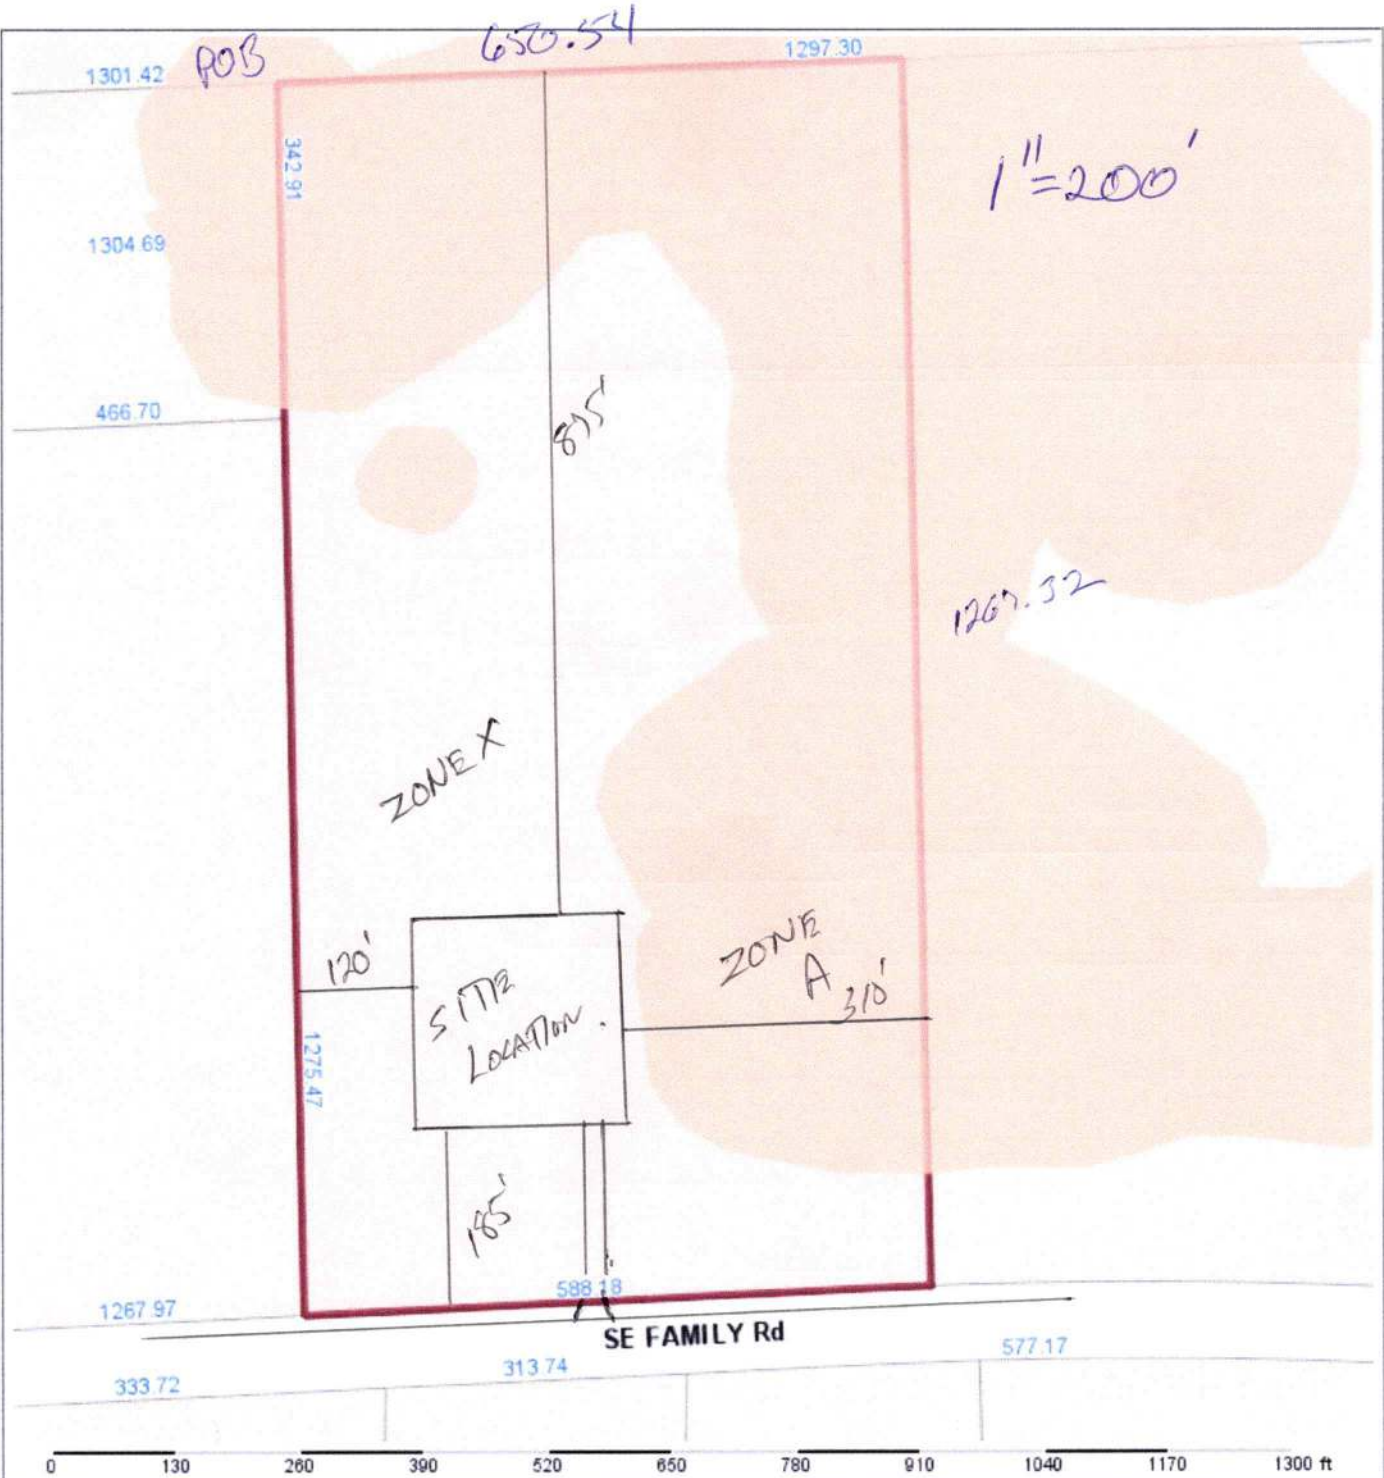 POB
650.54
1301.42
1297.30
342.91
1"=200'
1304.69
466.70
875'
1267.32
ZONE X
ZONE
A
310'
120'
SITE
LOCATION.
1275.47
185'
588.18
1267.97
SE FAMILY Rd
577.17
313.74
333.72
0 130 260 390 520 650 780 910 1040 1170 1300 ft